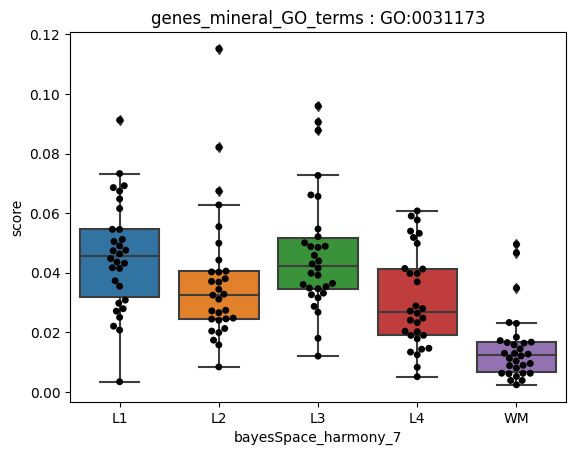 genes_mineral_GO_terms : GO:0031173
0.12
0.10
0.08
0.06
0.04
0.02
0.00
score
L1 L2 L3 L4 WM
bayesSpace_harmony_7